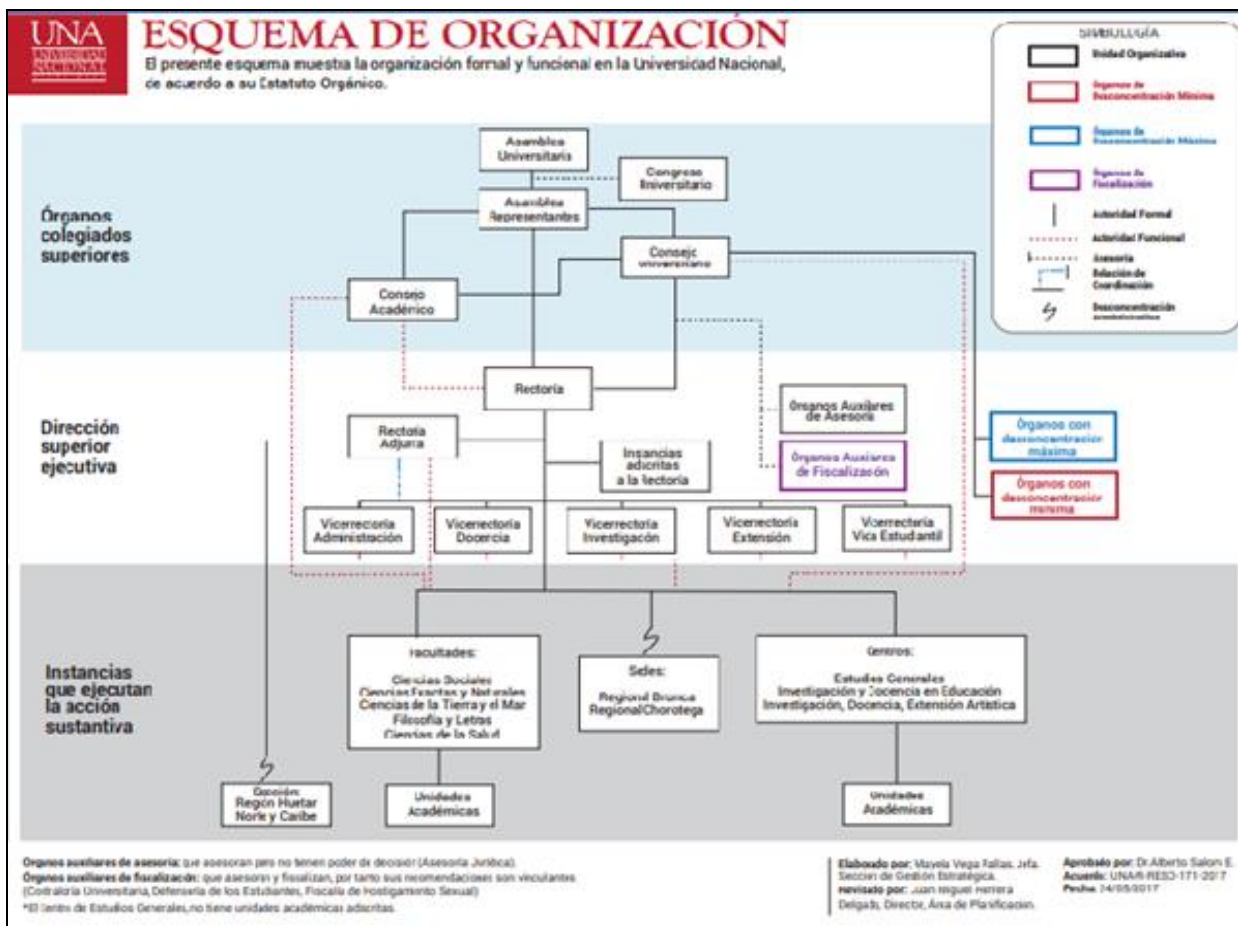 UNA
UNIVERSIDAD
NACIONAL
ESQUEMA DE ORGANIZACIÓN
El presente esquema muestra la organización formal y funcional en la Universidad Nacional,
de acuerdo a su Estatuto Orgánico.
SIMBOLOGÍA
Unidad Organizativa
Órganos de
Desconcentración Mínima
Órganos de
Desconcentración Máxima
Órganos de
Fiscalización
Autoridad Formal
Autoridad Funcional
Asesoría
Relación de
Coordinación
Desconcentración
Órganos
colegiados
superiores
Asamblea
Universitaria
Congreso
Universitario
Asamblea
Representantes
Consejo
Universitario
Consejo
Académico
Dirección
superior
ejecutiva
Rectoría
Rectoría
Adjunta
Instancias
adscritas
a la Rectoría
Órganos Auxiliares
de Asesoría
Órganos Auxiliares
de Fiscalización
Órganos con
desconcentración
máxima
Órganos con
desconcentración
mínima
Vicerrectoría
Administración
Vicerrectoría
Docencia
Vicerrectoría
Investigación
Vicerrectoría
Extensión
Vicerrectoría
Vida Estudiantil
Instancias
que ejecutan
la acción
sustantiva
Facultades:
Ciencias Sociales
Ciencias Exactas y Naturales
Ciencias de la Tierra y el Mar
Filosofía y Letras
Ciencias de la Salud
Sedes:
Regional Brunca
Regional Chorotega
Centros:
Estudios Generales
Investigación y Docencia en Educación
Investigación, Docencia, Extensión Artística
Sección
Región Huetar
Norte y Caribe
Unidades
Académicas
Unidades
Académicas
Órganos auxiliares de asesoría: que asesoran pero no tienen poder de decisión (Asesoría Jurídica).
Órganos auxiliares de fiscalización: que asesoran y fiscalizan, por tanto sus recomendaciones son vinculantes
(Contraloría Universitaria, Defensoría de los Estudiantes, Fiscalía de Hostigamiento Sexual)
*El Centro de Estudios Generales, no tiene unidades académicas adscritas.
Elaborado por: Mayela Vega Fallas, Jefa.
Sección de Gestión Estratégica.
Revisado por: Juan Miguel Herrera
Delgado, Director, Área de Planificación.
Aprobado por: Dr. Alberto Salom E.
Acuerdo: UNA-R-RESO-171-2017
Fecha: 24/05/2017